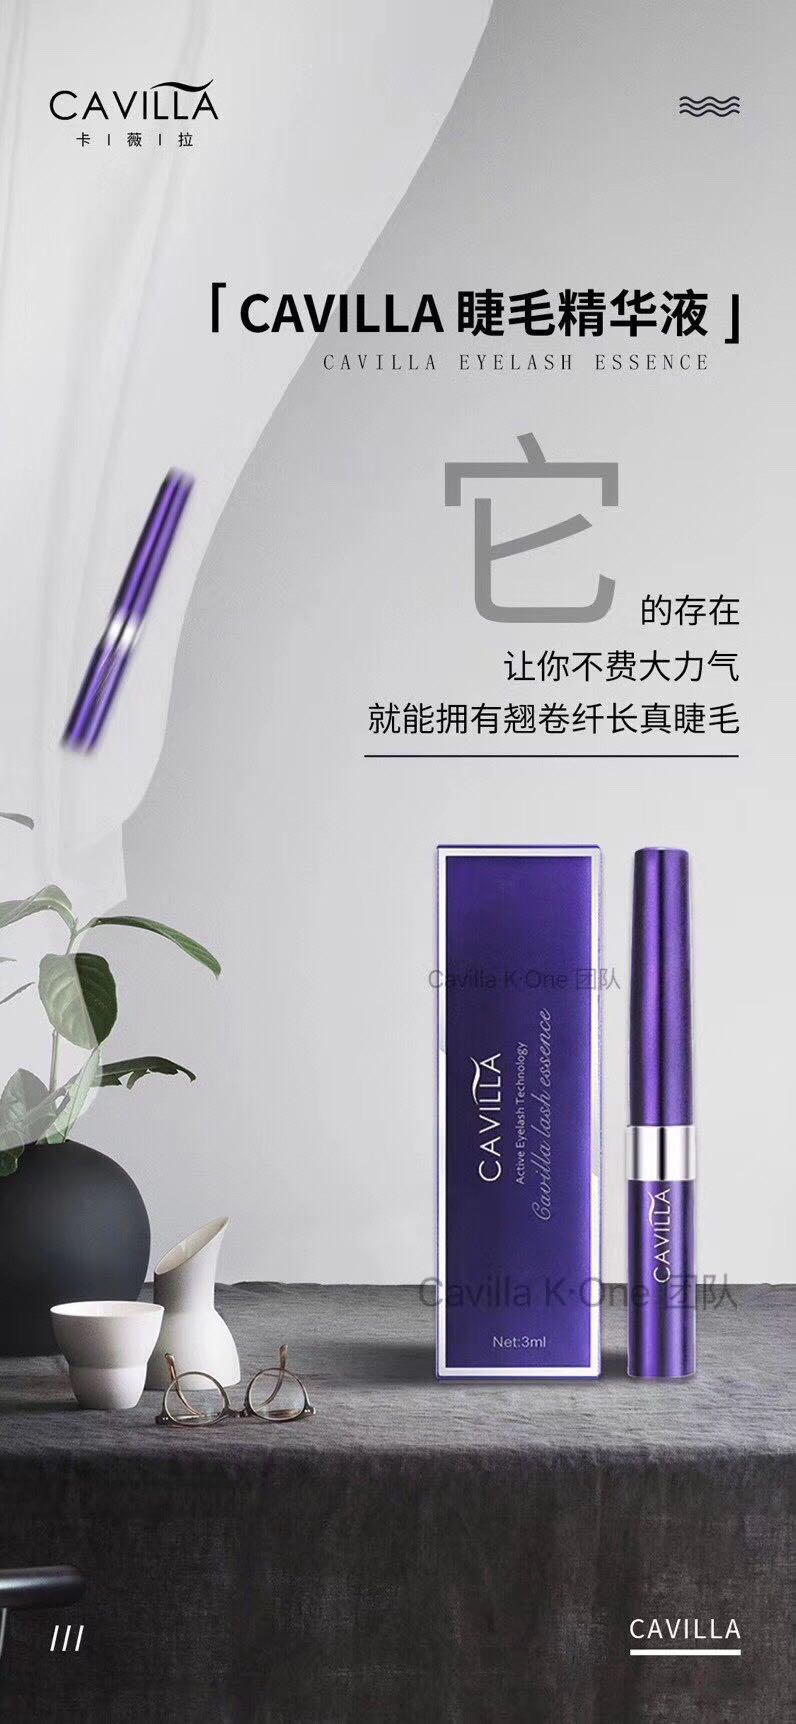 CAVILLA
卡 | 薇 | 拉
「 CAVILLA 睫毛精华液 」
CAVILLA EYELASH ESSENCE
它
的存在
让你不费大力气
就能拥有翘卷纤长真睫毛
Cavilla K·One 团队
CAVILLA
Active Eyelash Technology
Cavilla lash essence
CAVILLA
Cavilla K·One 团队
Net:3ml
CAVILLA